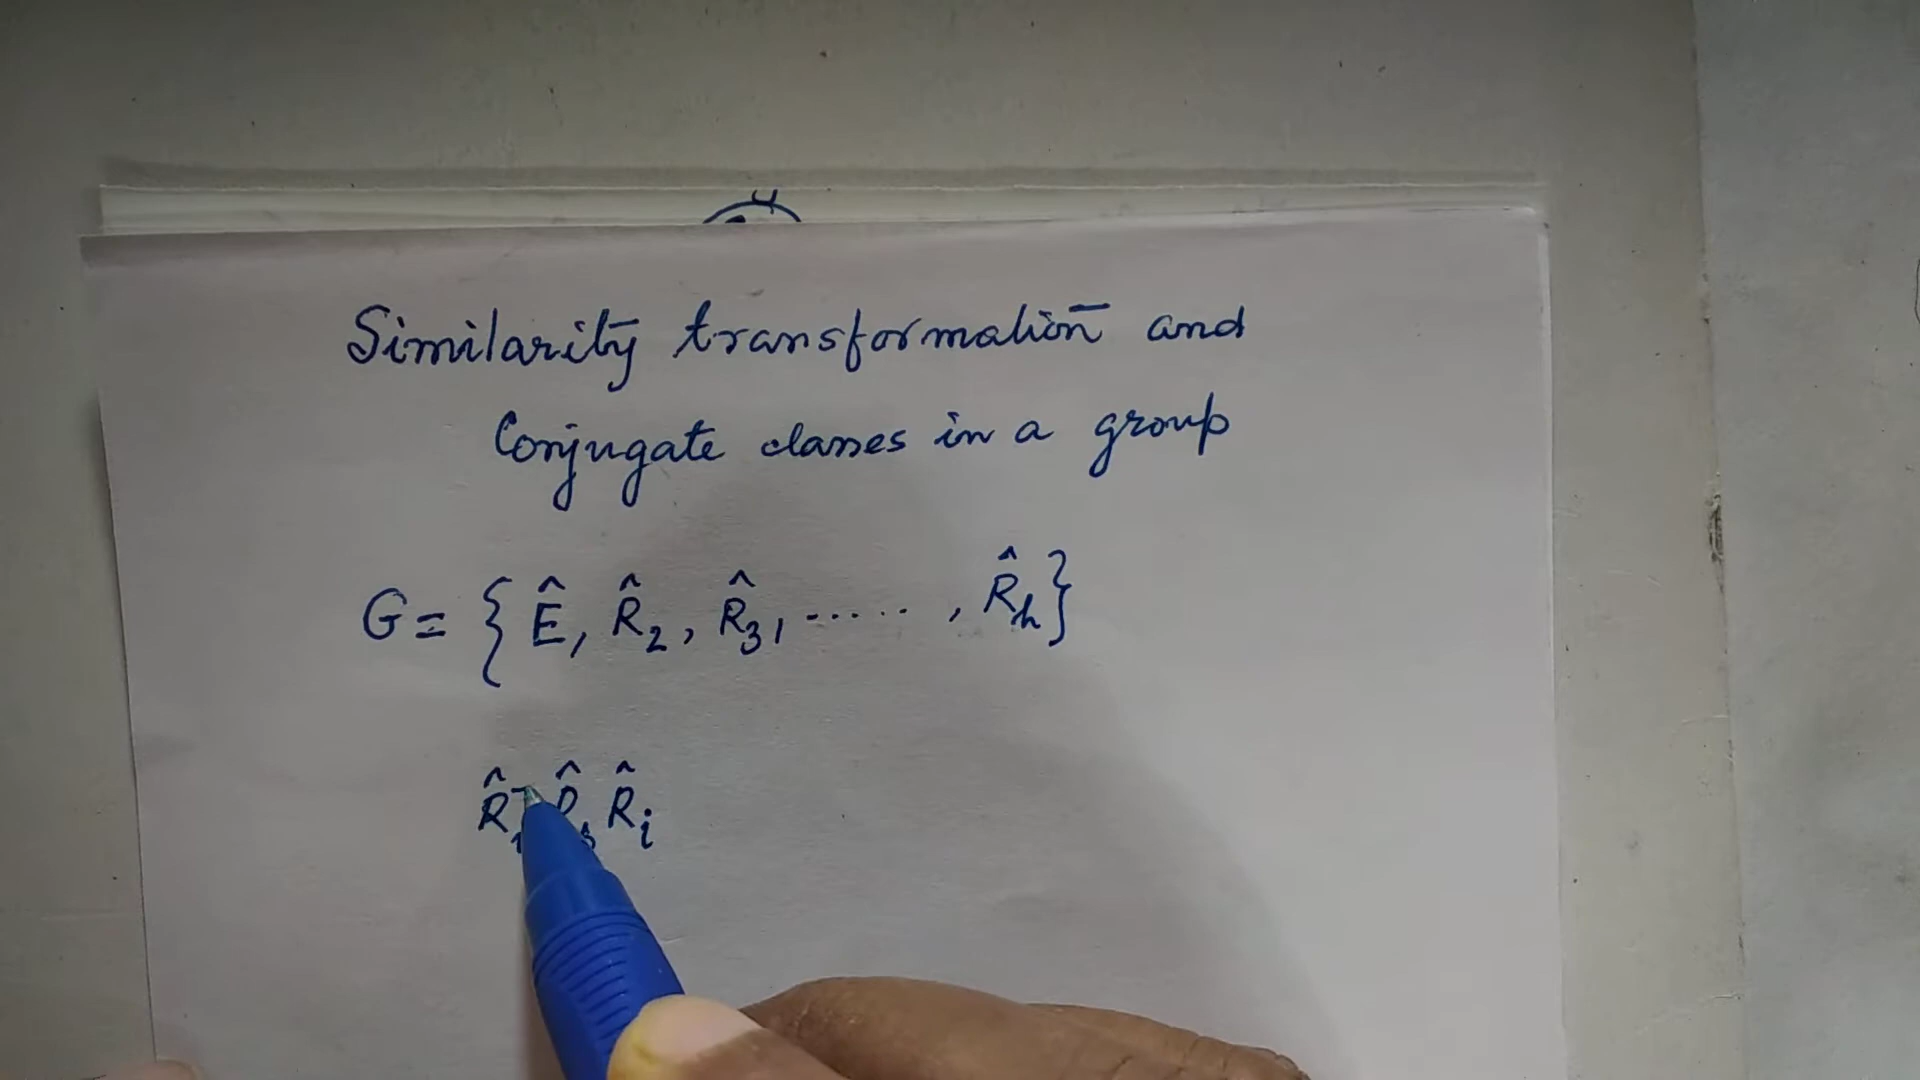 Similarity transformation and
Conjugate classes in a group
G = { Ê, R̂₂, R̂₃, ......, R̂ₕ}
R̂ R̂ R̂ᵢ